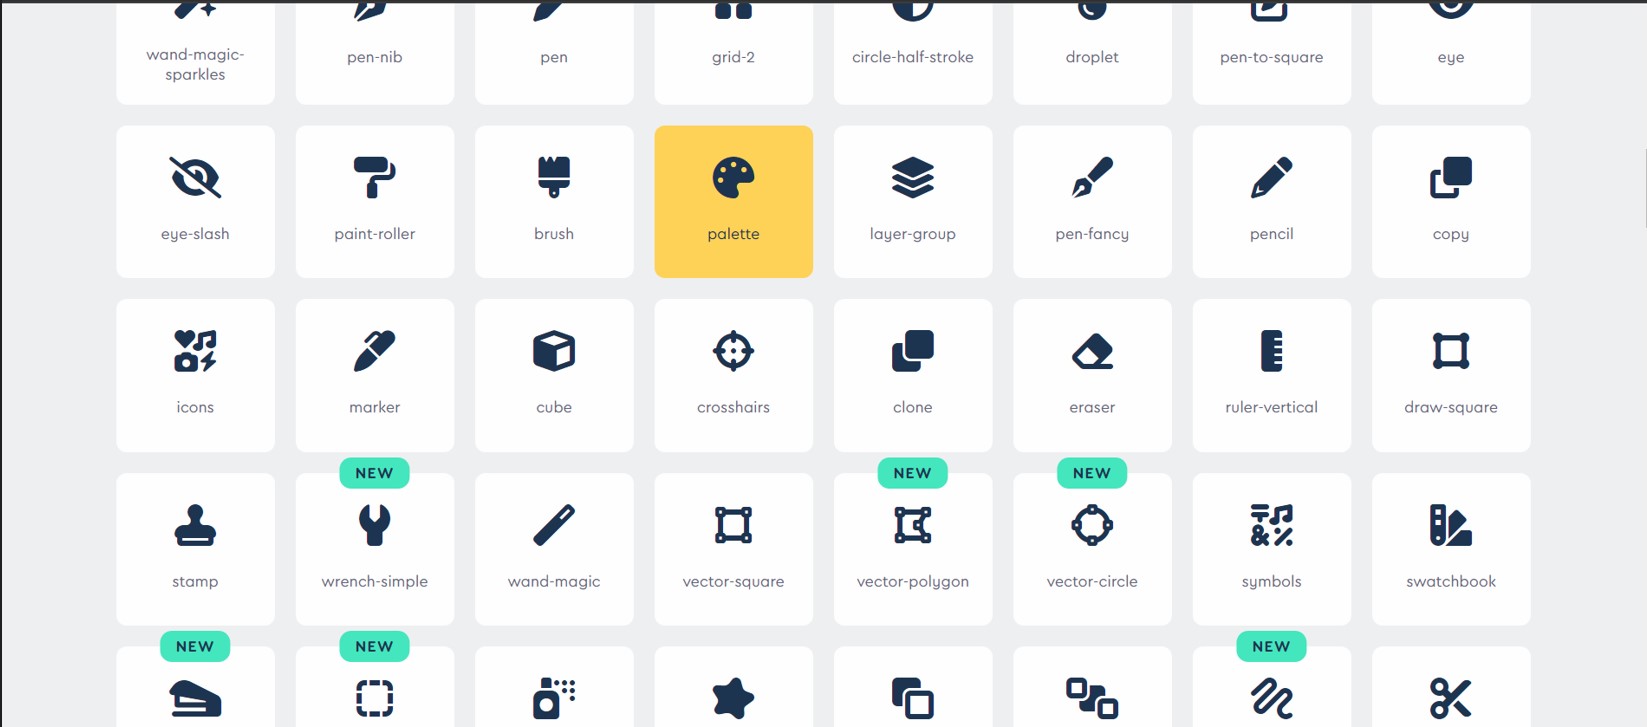 wand-magic-
sparkles
pen-nib
pen
grid-2
circle-half-stroke
droplet
pen-to-square
eye
eye-slash
paint-roller
brush
palette
layer-group
pen-fancy
pencil
copy
icons
marker
cube
crosshairs
clone
eraser
ruler-vertical
draw-square
NEW
NEW
NEW
stamp
wrench-simple
wand-magic
vector-square
vector-polygon
vector-circle
symbols
swatchbook
NEW
NEW
NEW